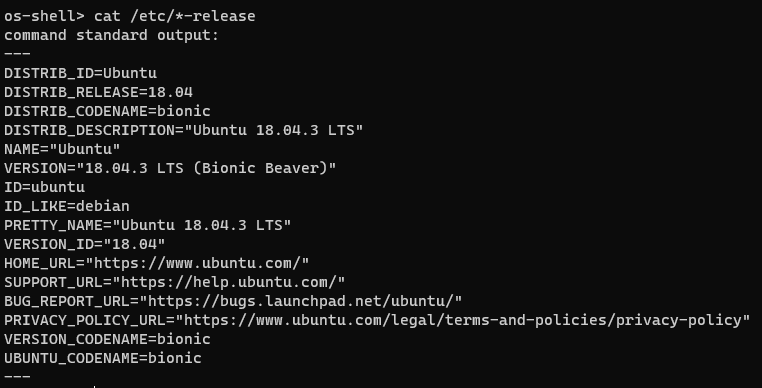 os-shell> cat /etc/*-release
command standard output:
---
DISTRIB_ID=Ubuntu
DISTRIB_RELEASE=18.04
DISTRIB_CODENAME=bionic
DISTRIB_DESCRIPTION="Ubuntu 18.04.3 LTS"
NAME="Ubuntu"
VERSION="18.04.3 LTS (Bionic Beaver)"
ID=ubuntu
ID_LIKE=debian
PRETTY_NAME="Ubuntu 18.04.3 LTS"
VERSION_ID="18.04"
HOME_URL="https://www.ubuntu.com/"
SUPPORT_URL="https://help.ubuntu.com/"
BUG_REPORT_URL="https://bugs.launchpad.net/ubuntu/"
PRIVACY_POLICY_URL="https://www.ubuntu.com/legal/terms-and-policies/privacy-policy"
VERSION_CODENAME=bionic
UBUNTU_CODENAME=bionic
---